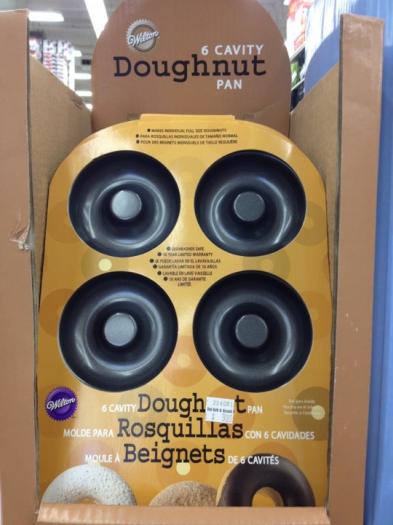 Wilton
6 CAVITY
Doughnut
PAN
● MAKES INDIVIDUAL FULL SIZE DOUGHNUTS
● PARA ROSQUILLAS INDIVIDUALES DE TAMAÑO NORMAL
● POUR DES BEIGNETS INDIVIDUELS DE TAILLE RÉGULIÈRE
● DISHWASHER SAFE
● 10 YEAR LIMITED WARRANTY
● SE PUEDE LAVAR EN EL LAVAVAJILLAS
● GARANTÍA LIMITADA DE 10 AÑOS
● LAVABLE EN LAVE-VAISSELLE
● 10 ANS DE GARANTIE
LIMITÉE
Wilton
6 CAVITY Doughnut PAN
MOLDE PARA Rosquillas CON 6 CAVIDADES
MOULE À Beignets DE 6 CAVITÉS